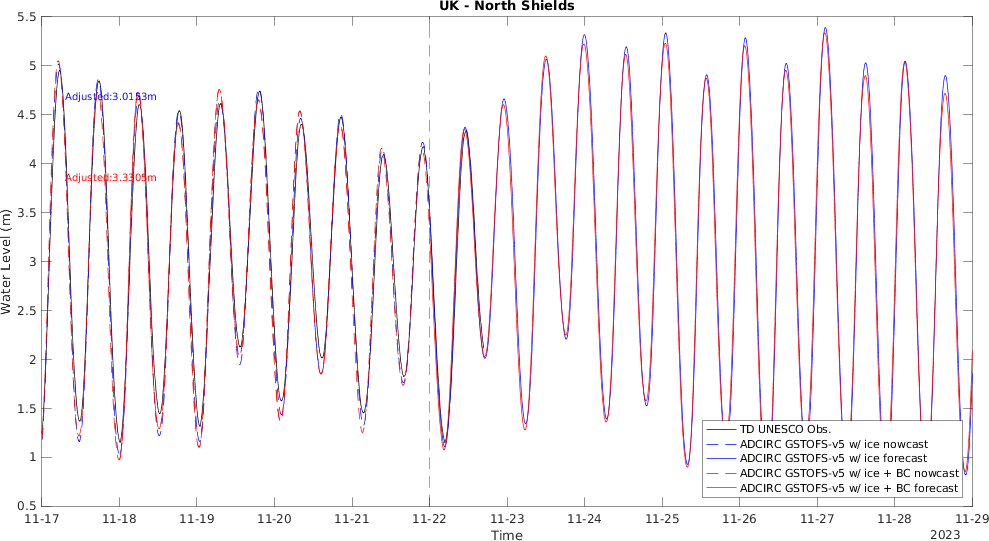 UK - North Shields
5.5
5
4.5
4
3.5
3
2.5
2
1.5
1
0.5
Water Level (m)
Adjusted:3.0153m
Adjusted:3.3305m
TD UNESCO Obs.
ADCIRC GSTOFS-v5 w/ ice nowcast
ADCIRC GSTOFS-v5 w/ ice forecast
ADCIRC GSTOFS-v5 w/ ice + BC nowcast
ADCIRC GSTOFS-v5 w/ ice + BC forecast
11-17 11-18 11-19 11-20 11-21 11-22 11-23 11-24 11-25 11-26 11-27 11-28 11-29
Time
2023